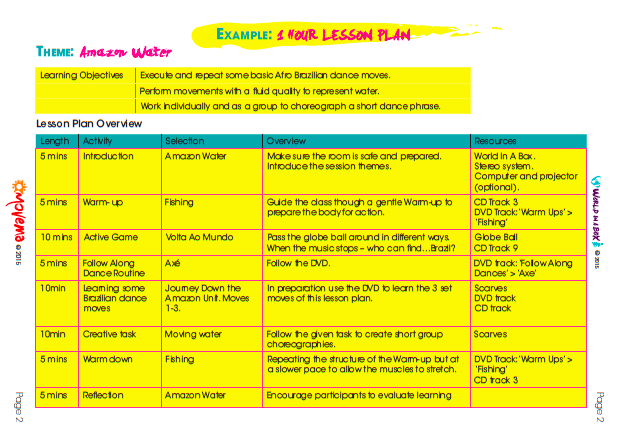 EXAMPLE: 1 HOUR LESSON PLAN
THEME: Amazon Water
Learning Objectives Execute and repeat some basic Afro Brazilian dance moves.
Perform movements with a fluid quality to represent water.
Work individually and as a group to choreograph a short dance phrase.
Lesson Plan Overview
Length Activity Selection Overview Resources
5 mins Introduction Amazon Water Make sure the room is safe and prepared. World In A Box.
Introduce the session themes. Stereo system.
Computer and projector
(optional).
5 mins Warm- up Fishing Guide the class though a gentle Warm-up to CD Track 3
prepare the body for action. DVD Track: 'Warm Ups' >
'Fishing'
10 mins Active Game Volta Ao Mundo Pass the globe ball around in different ways. Globe Ball
When the music stops – who can find...Brazil? CD Track 9
5 mins Follow Along Axé Follow the DVD. DVD track: 'Follow Along
Dance Routine Dances' > 'Axe'
10min Learning some Journey Down the In preparation use the DVD to learn the 3 set Scarves
Brazilian dance Amazon Unit. Moves moves of this lesson plan. DVD track
moves 1-3. CD track
10min Creative task Moving water Follow the given task to create short group Scarves
choreographies.
5 mins Warm down Fishing Repeating the structure of the Warm-up but at DVD Track: 'Warm Ups' >
a slower pace to allow the muscles to stretch. 'Fishing'
CD track 3
5 mins Reflection Amazon Water Encourage participants to evaluate learning
movema © 2015
Page 2
WORLD IN A BOX © 2015
Page 2